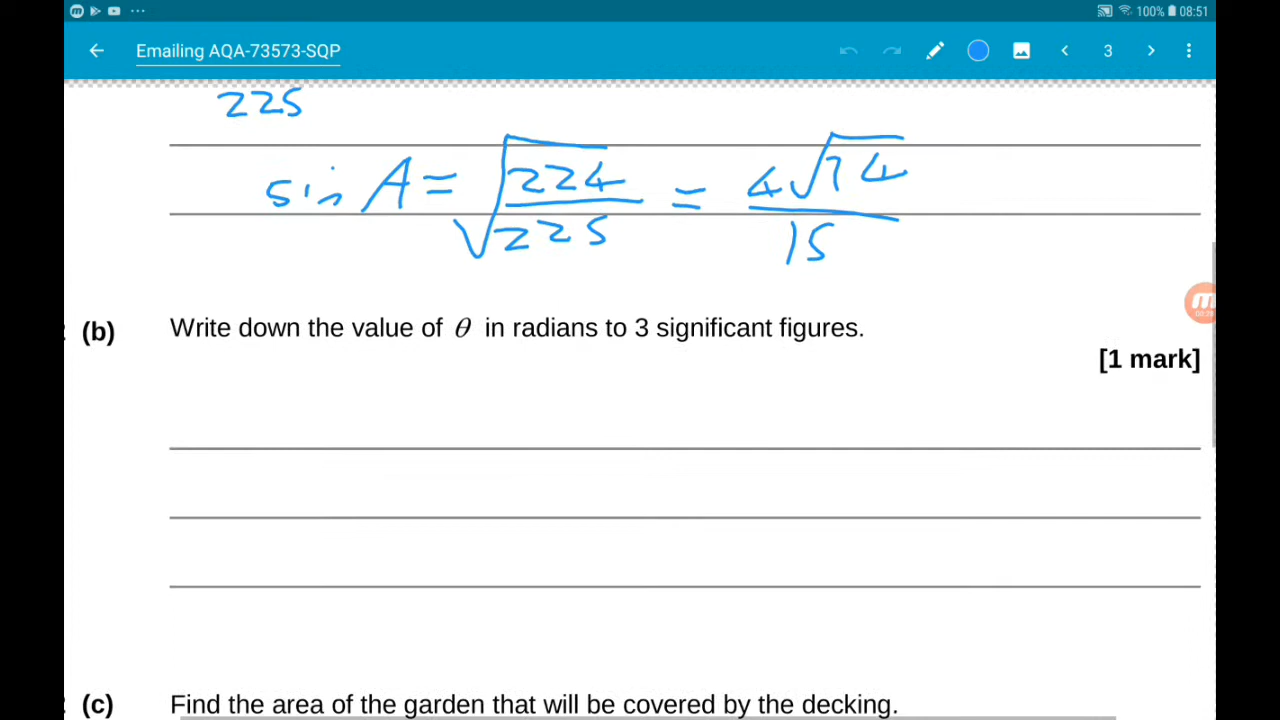 100% 08:51
Emailing AQA-73573-SQP
3
225
sin A = √224/√225 = 4√14/15
(b) Write down the value of θ in radians to 3 significant figures.
[1 mark]
(c) Find the area of the garden that will be covered by the decking.